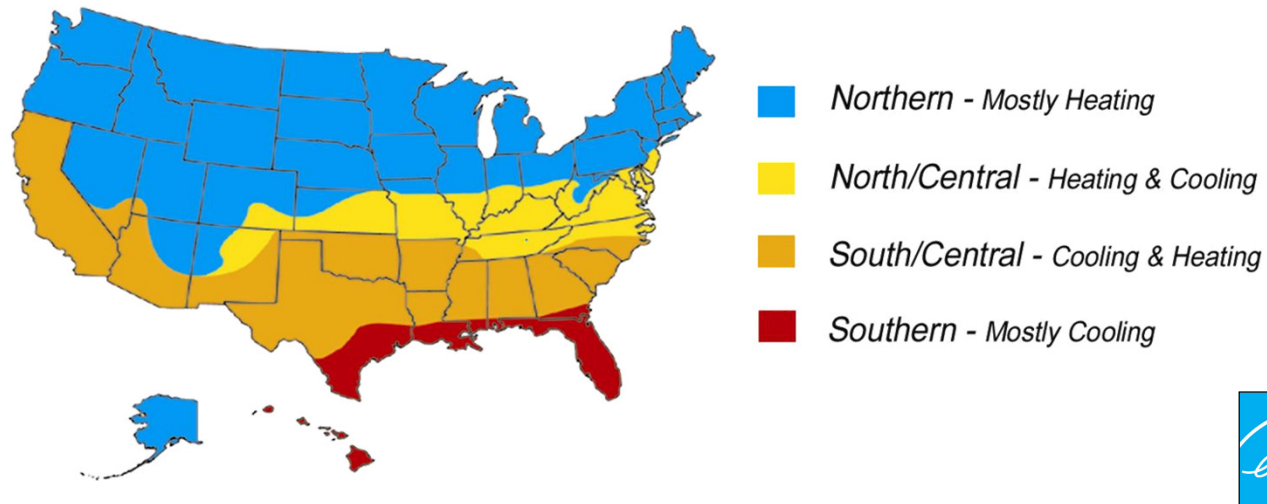 Northern - Mostly Heating
North/Central - Heating & Cooling
South/Central - Cooling & Heating
Southern - Mostly Cooling